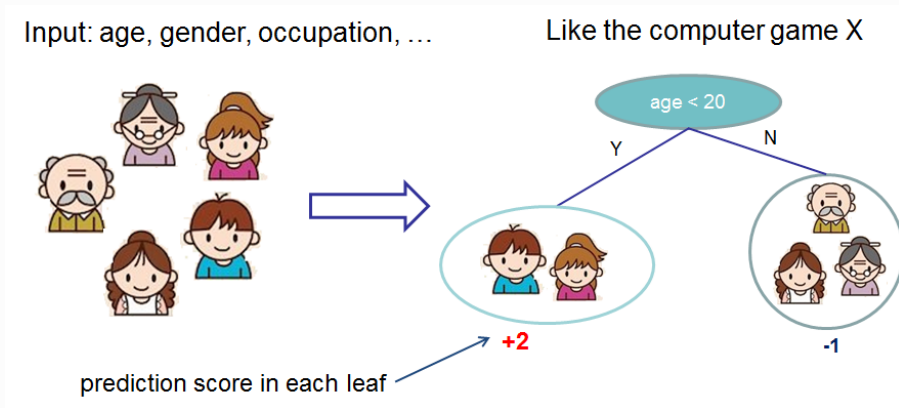 Input: age, gender, occupation, …
Like the computer game X
age < 20
Y
N
+2
-1
prediction score in each leaf